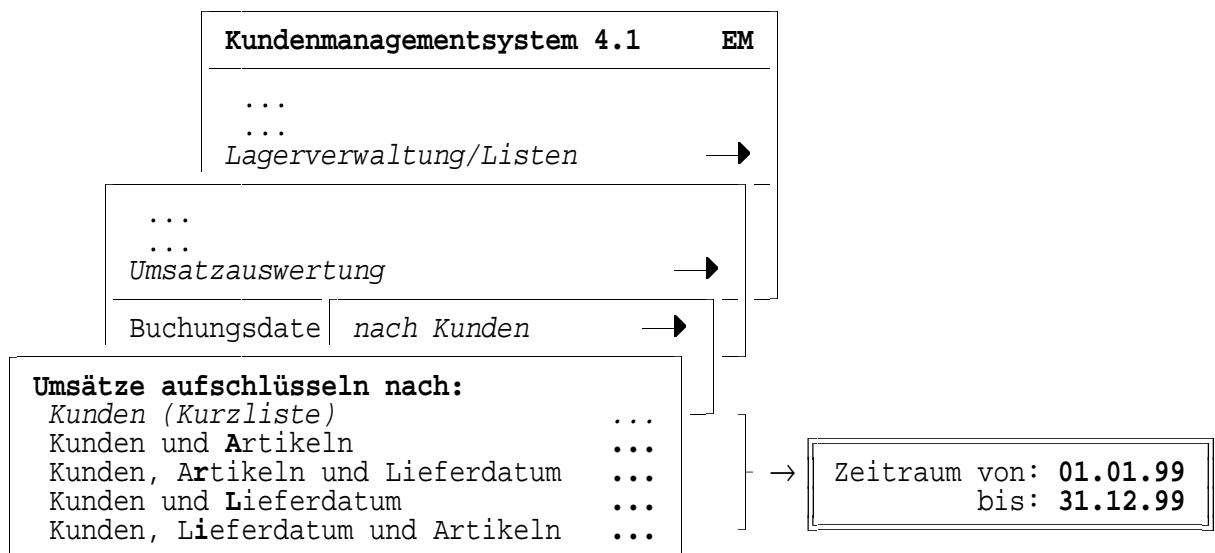 Kundenmanagementsystem 4.1 EM
...
...
Lagerverwaltung/Listen
...
...
Umsatzauswertung
Buchungsdate nach Kunden
Umsätze aufschlüsseln nach:
Kunden (Kurzliste) ...
Kunden und Artikeln ...
Kunden, Artikeln und Lieferdatum ...
Kunden und Lieferdatum ...
Kunden, Lieferdatum und Artikeln ...
→ Zeitraum von: 01.01.99
bis: 31.12.99